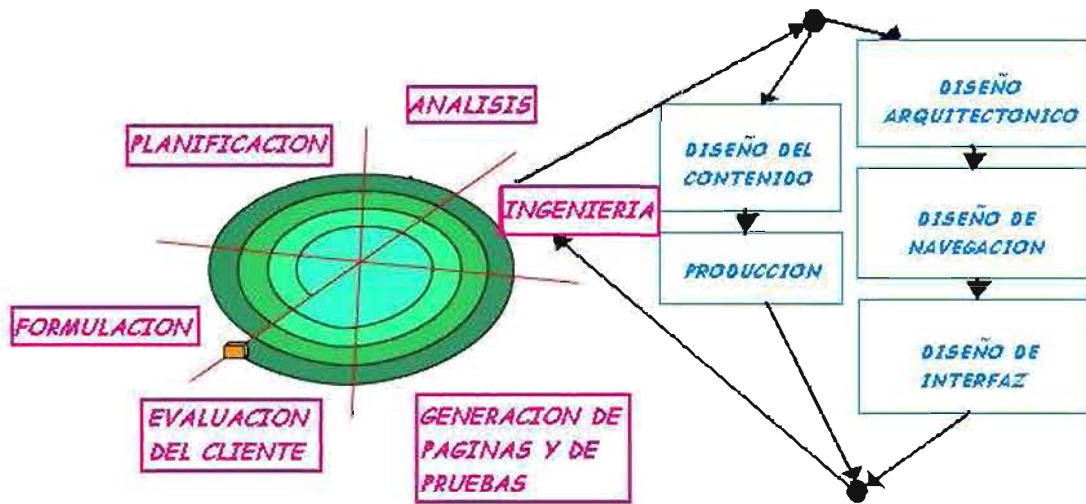 ANALISIS
PLANIFICACION
INGENIERIA
FORMULACION
EVALUACION
DEL CLIENTE
GENERACION DE
PAGINAS Y DE
PRUEBAS
DISEÑO DEL
CONTENIDO
PRODUCCION
DISEÑO
ARQUITECTONICO
DISEÑO DE
NAVEGACION
DISEÑO DE
INTERFAZ